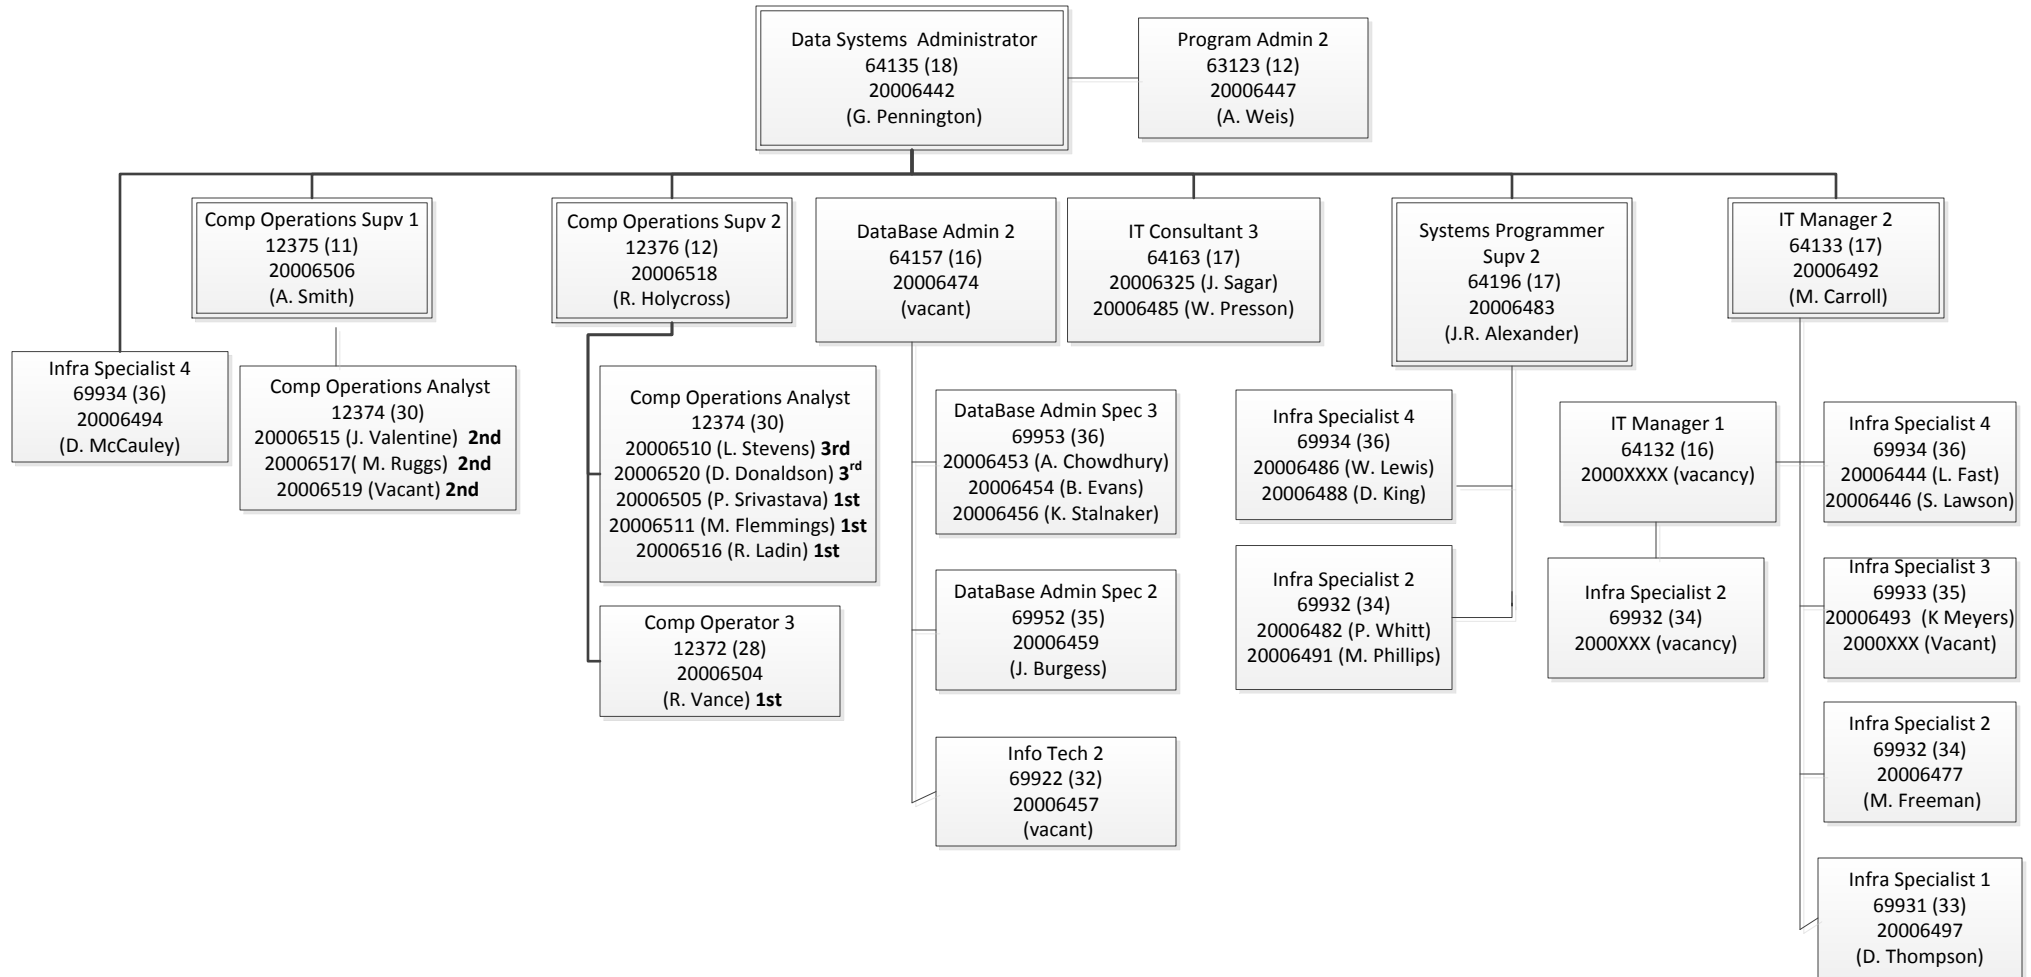 Data Systems  Administrator
64135 (18)
20006442
(G. Pennington)
Program Admin 2
63123 (12)
20006447
(A. Weis)
Comp Operations Supv 1
12375 (11)
20006506
(A. Smith)
Comp Operations Supv 2
12376 (12)
20006518
(R. Holycross)
DataBase Admin 2
64157 (16)
20006474
(vacant)
IT Consultant 3
64163 (17)
20006325 (J. Sagar)
20006485 (W. Presson)
Systems Programmer
Supv 2
64196 (17)
20006483
(J.R. Alexander)
IT Manager 2
64133 (17)
20006492
(M. Carroll)
Infra Specialist 4
69934 (36)
20006494
(D. McCauley)
Comp Operations Analyst
12374 (30)
20006515 (J. Valentine)  2nd
20006517( M. Ruggs)  2nd
20006519 (Vacant)  2nd
Comp Operations Analyst
12374 (30)
20006510 (L. Stevens) 3rd
20006520 (D. Donaldson) 3rd
20006505 (P. Srivastava) 1st
20006511 (M. Flemmings) 1st
20006516 (R. Ladin) 1st
Comp Operator 3
12372 (28)
20006504
(R. Vance) 1st
DataBase Admin Spec 3
69953 (36)
20006453 (A. Chowdhury)
20006454 (B. Evans)
20006456 (K. Stalnaker)
DataBase Admin Spec 2
69952 (35)
20006459
(J. Burgess)
Info Tech 2
69922 (32)
20006457
(vacant)
Infra Specialist 4
69934 (36)
20006486 (W. Lewis)
20006488 (D. King)
Infra Specialist 2
69932 (34)
20006482 (P. Whitt)
20006491 (M. Phillips)
IT Manager 1
64132 (16)
2000XXXX (vacancy)
Infra Specialist 2
69932 (34)
2000XXX (vacancy)
Infra Specialist 4
69934 (36)
20006444 (L. Fast)
20006446 (S. Lawson)
Infra Specialist 3
69933 (35)
20006493  (K Meyers)
2000XXX (Vacant)
Infra Specialist 2
69932 (34)
20006477
(M. Freeman)
Infra Specialist 1
69931 (33)
20006497
(D. Thompson)